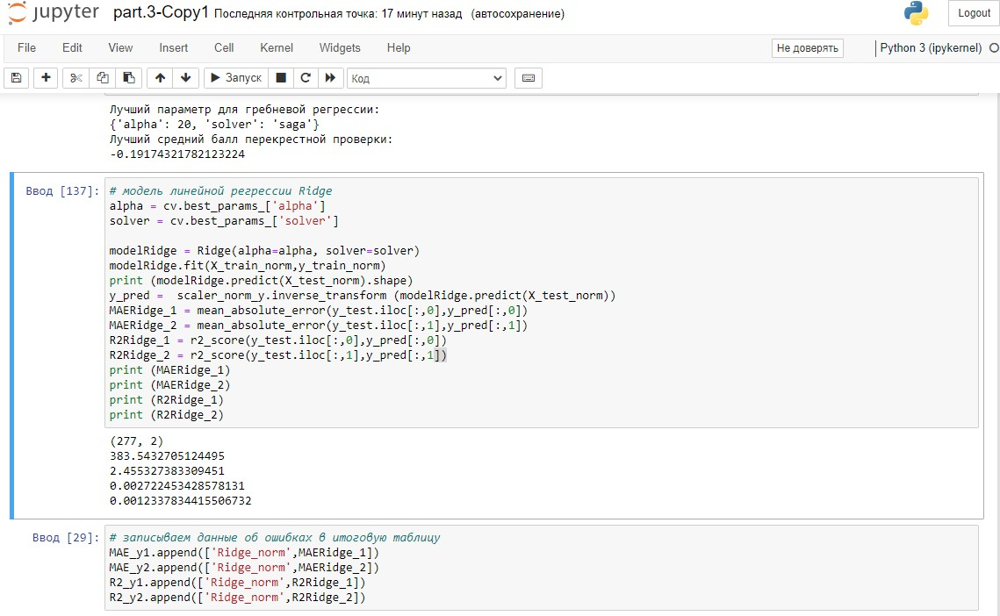 jupyter part.3-Copy1 Последняя контрольная точка: 17 минут назад (автосохранение) Logout
File Edit View Insert Cell Kernel Widgets Help Не доверять Python 3 (ipykernel)
Запуск Код
Лучший параметр для гребневой регрессии:
{'alpha': 20, 'solver': 'saga'}
Лучший средний балл перекрестной проверки:
-0.19174321782123224
Ввод [137]: # модель линейной регрессии Ridge
alpha = cv.best_params_['alpha']
solver = cv.best_params_['solver']
modelRidge = Ridge(alpha=alpha, solver=solver)
modelRidge.fit(X_train_norm,y_train_norm)
print (modelRidge.predict(X_test_norm).shape)
y_pred =  scaler_norm_y.inverse_transform (modelRidge.predict(X_test_norm))
MAERidge_1 = mean_absolute_error(y_test.iloc[:,0],y_pred[:,0])
MAERidge_2 = mean_absolute_error(y_test.iloc[:,1],y_pred[:,1])
R2Ridge_1 = r2_score(y_test.iloc[:,0],y_pred[:,0])
R2Ridge_2 = r2_score(y_test.iloc[:,1],y_pred[:,1])
print (MAERidge_1)
print (MAERidge_2)
print (R2Ridge_1)
print (R2Ridge_2)
(277, 2)
383.5432705124495
2.455327383309451
0.002722453428578131
0.0012337834415506732
Ввод [29]: # записываем данные об ошибках в итоговую таблицу
MAE_y1.append(['Ridge_norm',MAERidge_1])
MAE_y2.append(['Ridge_norm',MAERidge_2])
R2_y1.append(['Ridge_norm',R2Ridge_1])
R2_y2.append(['Ridge_norm',R2Ridge_2])